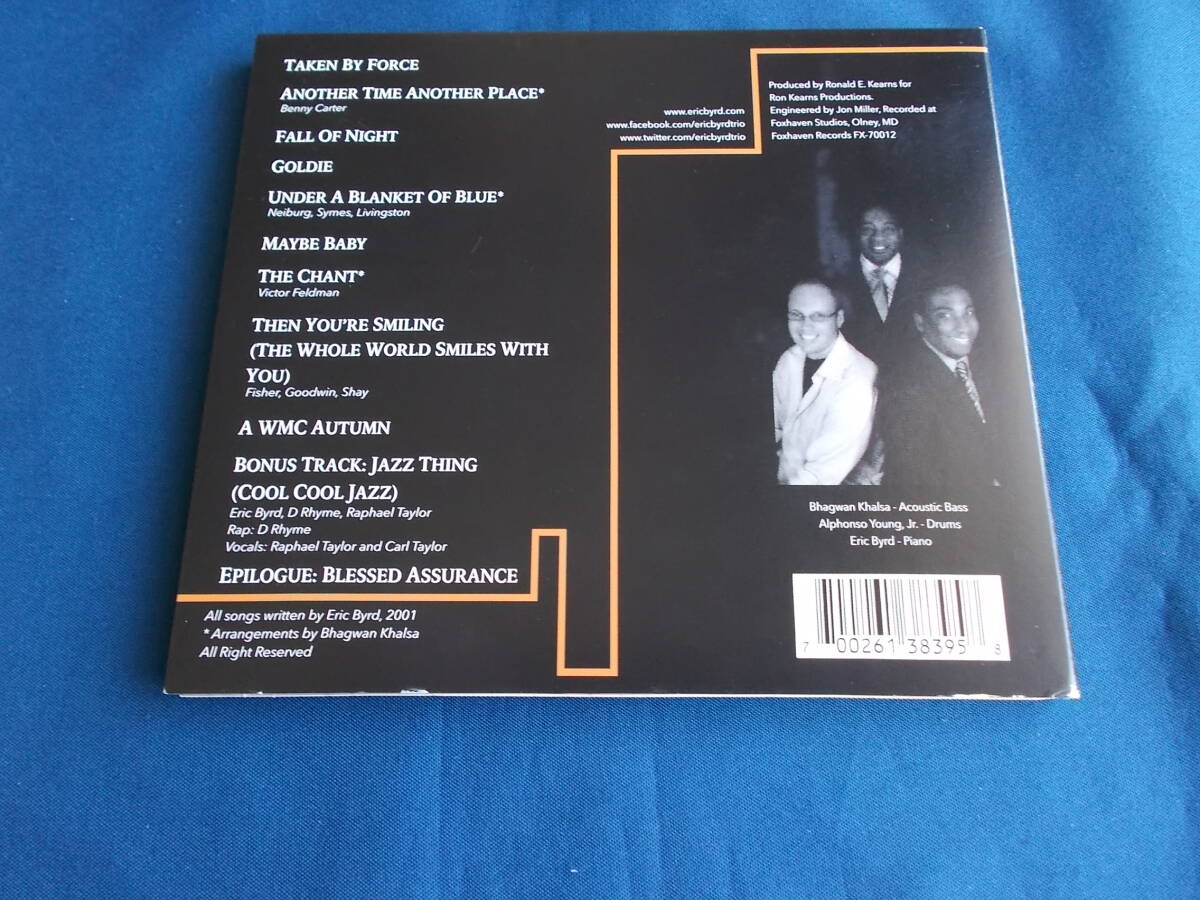 TAKEN BY FORCE
ANOTHER TIME ANOTHER PLACE*
Benny Carter
FALL OF NIGHT
GOLDIE
UNDER A BLANKET OF BLUE*
Neiburg, Symes, Livingston
MAYBE BABY
THE CHANT*
Victor Feldman
THEN YOU'RE SMILING
(THE WHOLE WORLD SMILES WITH
YOU)
Fisher, Goodwin, Shay
A WMC AUTUMN
BONUS TRACK: JAZZ THING
(COOL COOL JAZZ)
Eric Byrd, D Rhyme, Raphael Taylor
Rap: D Rhyme
Vocals: Raphael Taylor and Carl Taylor
EPILOGUE: BLESSED ASSURANCE
All songs written by Eric Byrd, 2001
* Arrangements by Bhagwan Khalsa
All Right Reserved
www.ericbyrd.com
www.facebook.com/ericbyrdtrio
www.twitter.com/ericbyrdtrio
Produced by Ronald E. Kearns for
Ron Kearns Productions.
Engineered by Jon Miller, Recorded at
Foxhaven Studios, Olney, MD
Foxhaven Records FX-70012
Bhagwan Khalsa - Acoustic Bass
Alphonso Young, Jr. - Drums
Eric Byrd - Piano
7 00261 38395 8